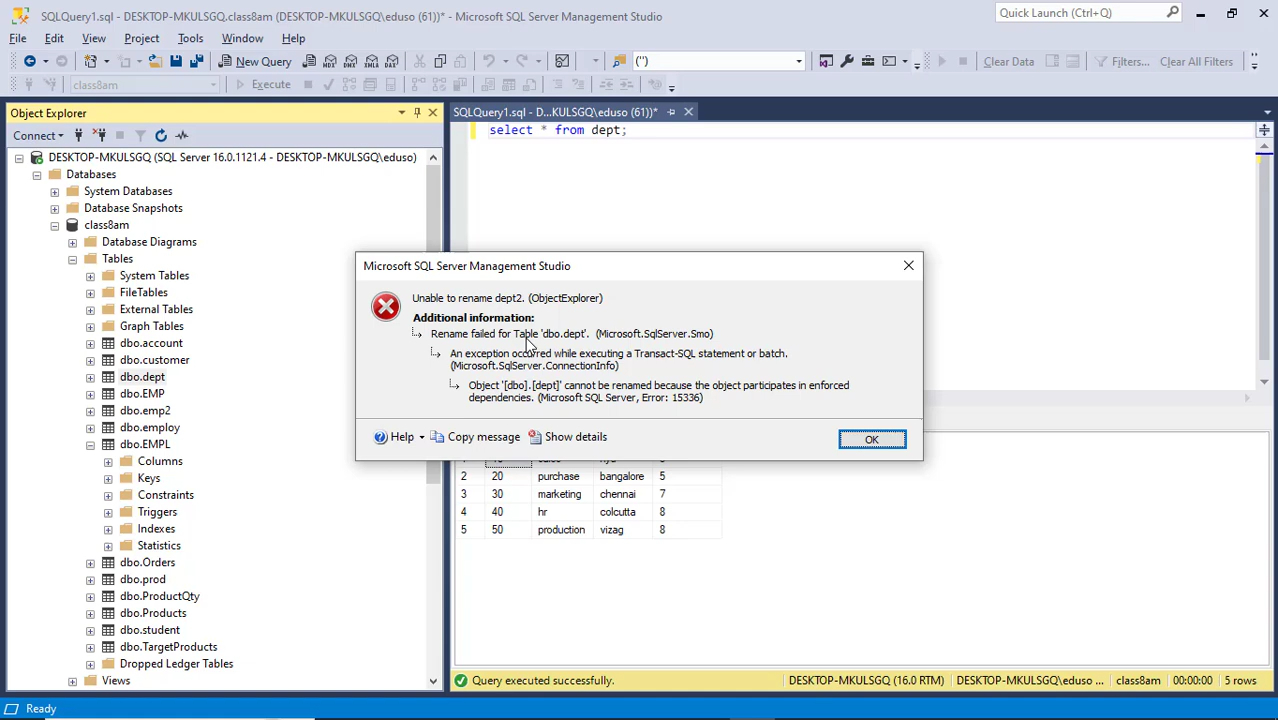 SQLQuery1.sql - DESKTOP-MKULSGQ.class8am (DESKTOP-MKULSGQ\eduso (61))* - Microsoft SQL Server Management Studio
Quick Launch (Ctrl+Q)
File Edit View Project Tools Window Help
New Query MDX DMX XMLA DAX (") Clear Data Filters... Clear All Filters
class8am Execute
Object Explorer
SQLQuery1.sql - D...KULSGQ\eduso (61))*
Connect
select * from dept;
DESKTOP-MKULSGQ (SQL Server 16.0.1121.4 - DESKTOP-MKULSGQ\eduso)
Databases
System Databases
Database Snapshots
class8am
Database Diagrams
Tables
System Tables
FileTables
External Tables
Graph Tables
dbo.account
dbo.customer
dbo.dept
dbo.EMP
dbo.emp2
dbo.employ
dbo.EMPL
Columns
Keys
Constraints
Triggers
Indexes
Statistics
dbo.Orders
dbo.prod
dbo.ProductQty
dbo.Products
dbo.student
dbo.TargetProducts
Dropped Ledger Tables
Views
Microsoft SQL Server Management Studio
Unable to rename dept2. (ObjectExplorer)
Additional information:
Rename failed for Table 'dbo.dept'. (Microsoft.SqlServer.Smo)
An exception occurred while executing a Transact-SQL statement or batch.
(Microsoft.SqlServer.ConnectionInfo)
Object '[dbo].[dept]' cannot be renamed because the object participates in enforced
dependencies. (Microsoft SQL Server, Error: 15336)
Help Copy message Show details OK
2 20 purchase bangalore 5
3 30 marketing chennai 7
4 40 hr colcutta 8
5 50 production vizag 8
Query executed successfully. DESKTOP-MKULSGQ (16.0 RTM) DESKTOP-MKULSGQ\eduso ... class8am 00:00:00 5 rows
Ready